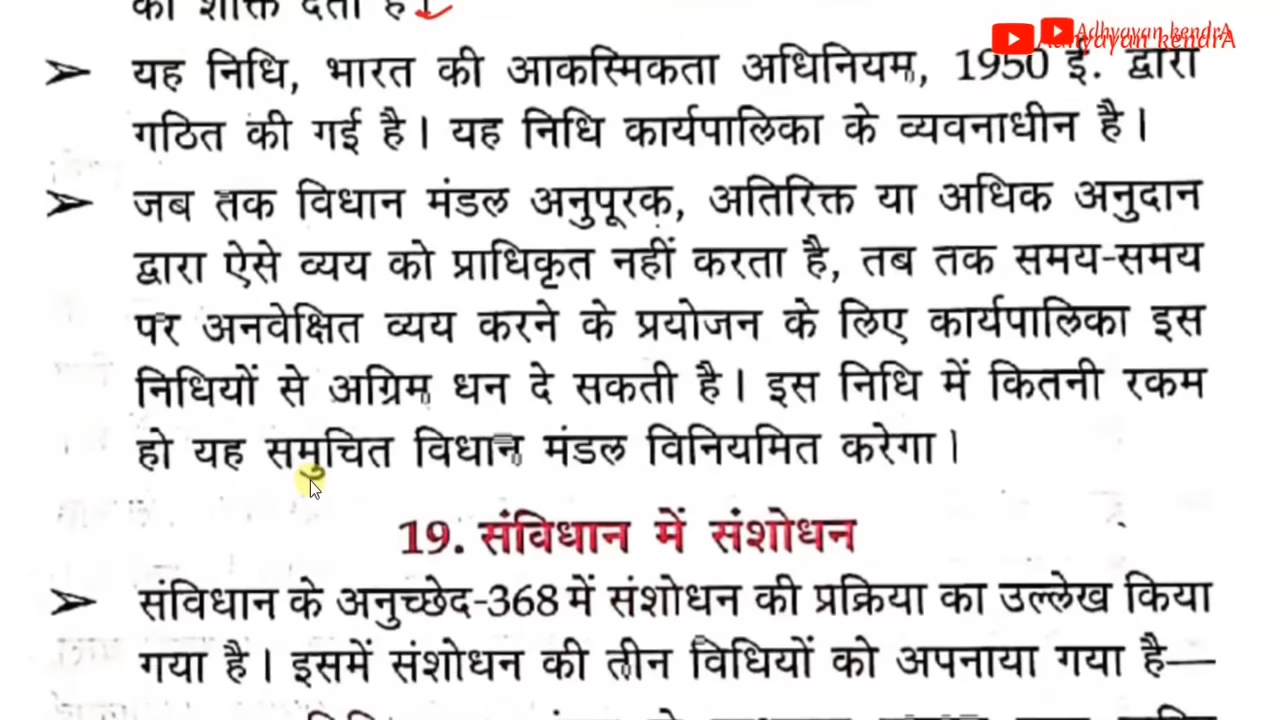 को शक्ति देता है।
Adhyayan kendrA
Adhyayan kendrA
➢ यह निधि, भारत की आकस्मिकता अधिनियम, 1950 ई. द्वारा
गठित की गई है। यह निधि कार्यपालिका के व्यवनाधीन है।
➢ जब तक विधान मंडल अनुपूरक, अतिरिक्त या अधिक अनुदान
द्वारा ऐसे व्यय को प्राधिकृत नहीं करता है, तब तक समय-समय
पर अनवेक्षित व्यय करने के प्रयोजन के लिए कार्यपालिका इस
निधियों से अग्रिम धन दे सकती है। इस निधि में कितनी रकम
हो यह समुचित विधान मंडल विनियमित करेगा।
19. संविधान में संशोधन
➢ संविधान के अनुच्छेद-368 में संशोधन की प्रक्रिया का उल्लेख किया
गया है। इसमें संशोधन की तीन विधियों को अपनाया गया है—